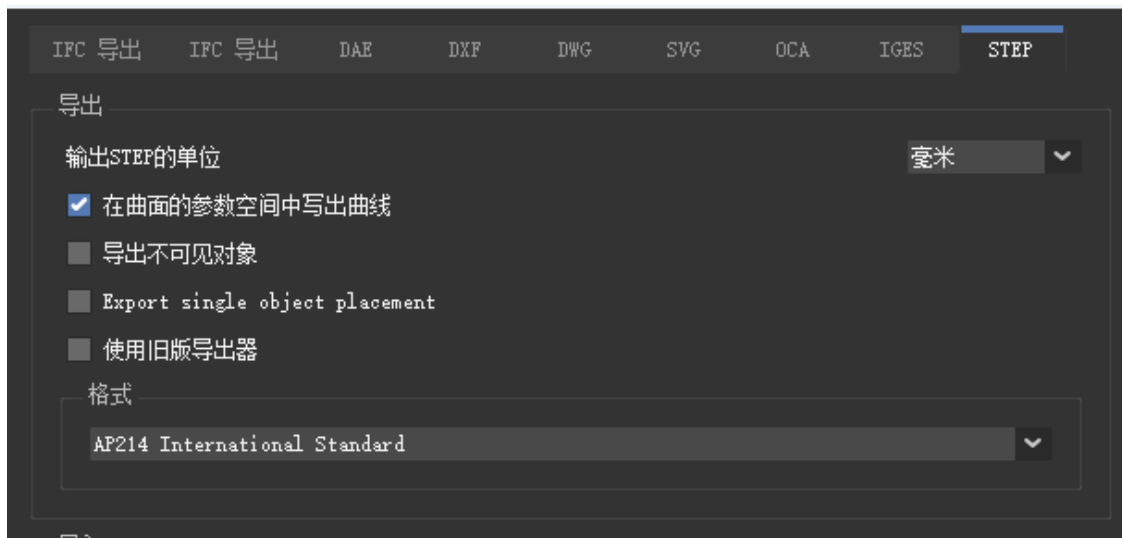 IFC 导出 IFC 导出 DAE DXF DWG SVG OCA IGES STEP
导出
输出STEP的单位 毫米
在曲面的参数空间中写出曲线
导出不可见对象
Export single object placement
使用旧版导出器
格式
AP214 International Standard